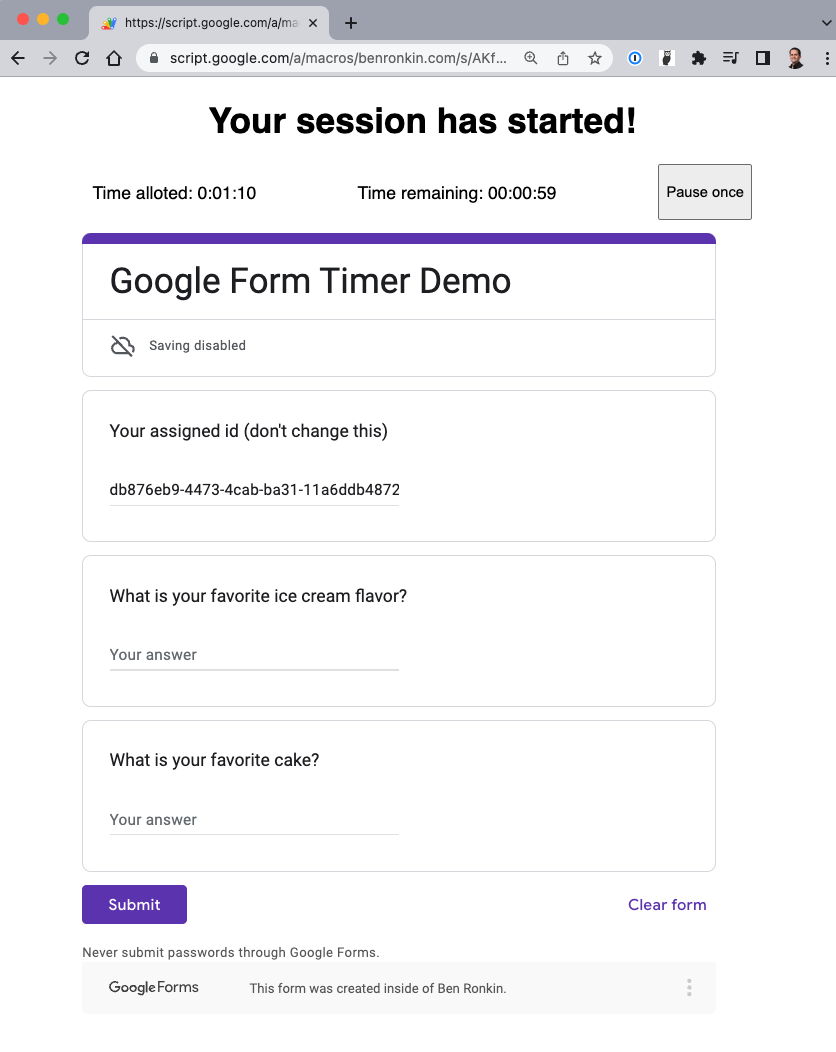 https://script.google.com/a/ma
script.google.com/a/macros/benronkin.com/s/AKf...
Your session has started!
Time alloted: 0:01:10
Time remaining: 00:00:59
Pause once
Google Form Timer Demo
Saving disabled
Your assigned id (don't change this)
db876eb9-4473-4cab-ba31-11a6ddb4872
What is your favorite ice cream flavor?
Your answer
What is your favorite cake?
Your answer
Submit
Clear form
Never submit passwords through Google Forms.
Google Forms
This form was created inside of Ben Ronkin.